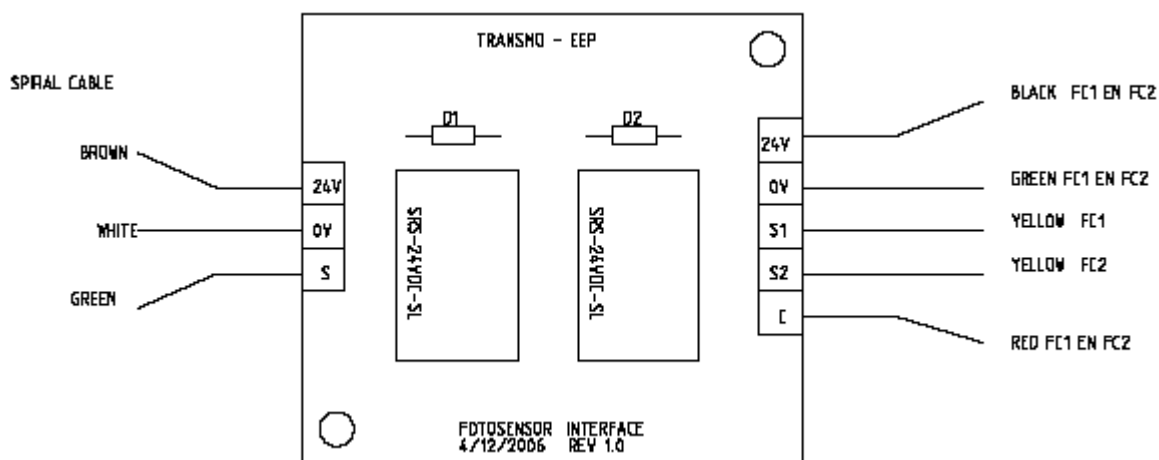 TRANSMO - EEP
SPIRAL CABLE
BLACK FC1 EN FC2
D1
D2
BROWN
24V
24V
GREEN FC1 EN FC2
0V
WHITE
0V
S1
YELLOW FC1
S
S2
YELLOW FC2
GREEN
SRS-24VDC-SL
SRS-24VDC-SL
C
RED FC1 EN FC2
FOTOSENSOR INTERFACE
4/12/2006 REV 1.0